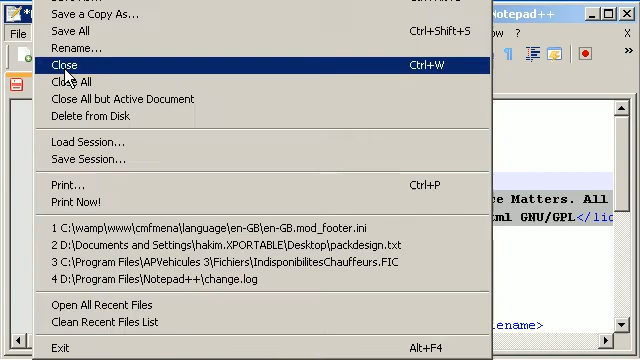 Notepad++
File
?
Save a Copy As...
Save All Ctrl+Shift+S
Rename...
Close Ctrl+W
Close All
Close All but Active Document
Delete from Disk
Load Session...
Save Session...
Print... Ctrl+P
Print Now!
1 C:\wamp\www\cmfmena\language\en-GB\en-GB.mod_footer.ini
2 D:\Documents and Settings\hakim.XPORTABLE\Desktop\packdesign.txt
3 C:\Program Files\APVehicules 3\Fichiers\IndisponibilitesChauffeurs.FIC
4 D:\Program Files\Notepad++\change.log
Open All Recent Files
Clean Recent Files List
Exit Alt+F4
e Matters. All
ml GNU/GPL</lic
lename>